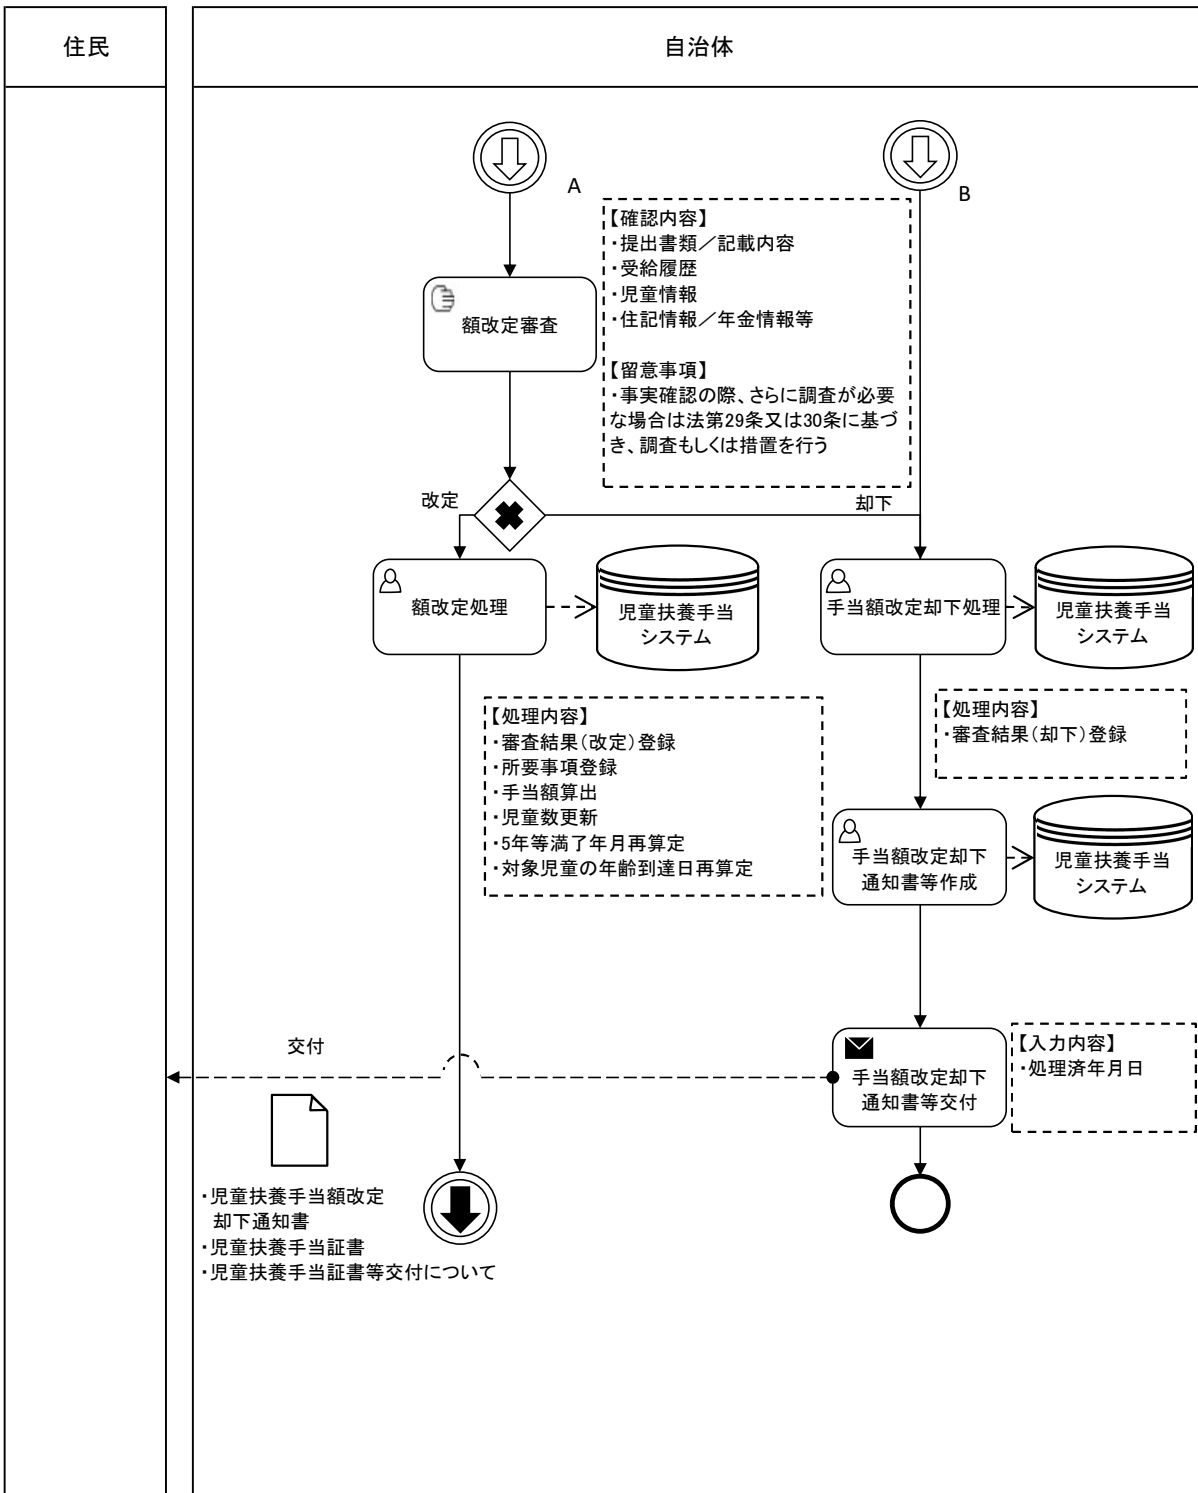 住民
自治体
A
B
【確認内容】
・提出書類／記載内容
・受給履歴
・児童情報
・住記情報／年金情報等
【留意事項】
・事実確認の際、さらに調査が必要
な場合は法第29条又は30条に基づ
き、調査もしくは措置を行う
額改定審査
改定
却下
額改定処理
児童扶養手当
システム
手当額改定却下処理
児童扶養手当
システム
【処理内容】
・審査結果（改定）登録
・所要事項登録
・手当額算出
・児童数更新
・5年等満了年月再算定
・対象児童の年齢到達日再算定
【処理内容】
・審査結果（却下）登録
手当額改定却下
通知書等作成
児童扶養手当
システム
交付
手当額改定却下
通知書等交付
【入力内容】
・処理済年月日
・児童扶養手当額改定
却下通知書
・児童扶養手当証書
・児童扶養手当証書等交付について